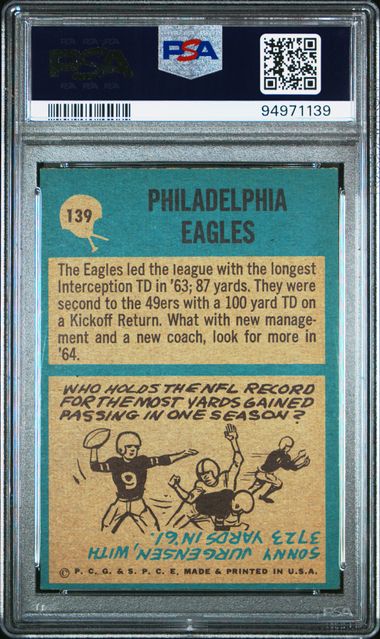 PSA
PSA
94971139
139
PHILADELPHIA
EAGLES
The Eagles led the league with the longest
Interception TD in '63; 87 yards. They were
second to the 49ers with a 100 yard TD on
a Kickoff Return. What with new manage-
ment and a new coach, look for more in
'64.
WHO HOLDS THE NFL RECORD
FOR THE MOST YARDS GAINED
PASSING IN ONE SEASON?
9
SONNY JURGENSEN, WITH
3723 YARDS IN '61.
© P. C. G. & S. P. C. E, MADE & PRINTED IN U.S.A.